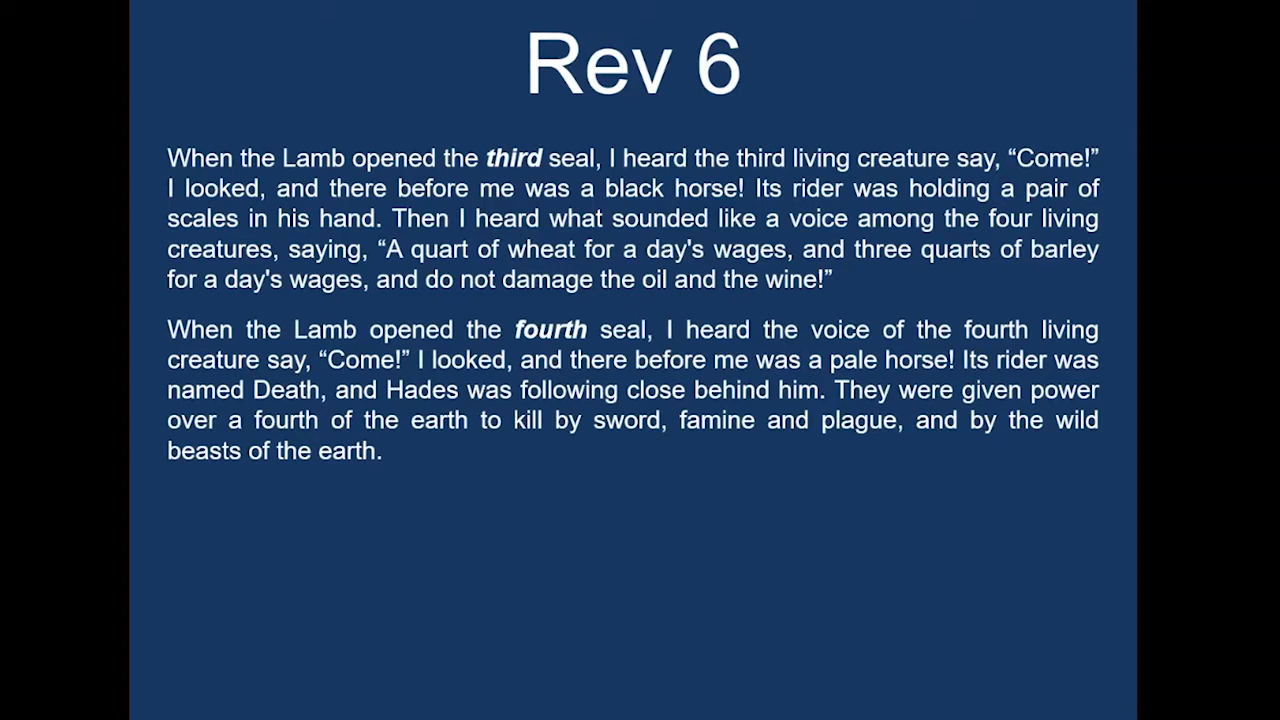 Rev 6
When the Lamb opened the third seal, I heard the third living creature say, “Come!”
I looked, and there before me was a black horse! Its rider was holding a pair of
scales in his hand. Then I heard what sounded like a voice among the four living
creatures, saying, “A quart of wheat for a day's wages, and three quarts of barley
for a day's wages, and do not damage the oil and the wine!”
When the Lamb opened the fourth seal, I heard the voice of the fourth living
creature say, “Come!” I looked, and there before me was a pale horse! Its rider was
named Death, and Hades was following close behind him. They were given power
over a fourth of the earth to kill by sword, famine and plague, and by the wild
beasts of the earth.